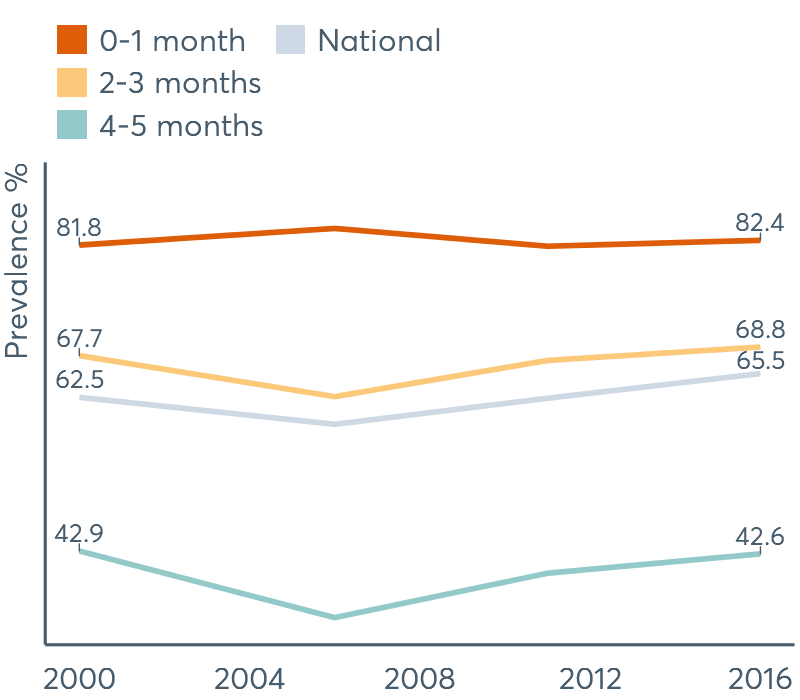 0-1 month
National
2-3 months
4-5 months
Prevalence %
81.8
82.4
67.7
68.8
65.5
62.5
42.9
42.6
2000
2004
2008
2012
2016